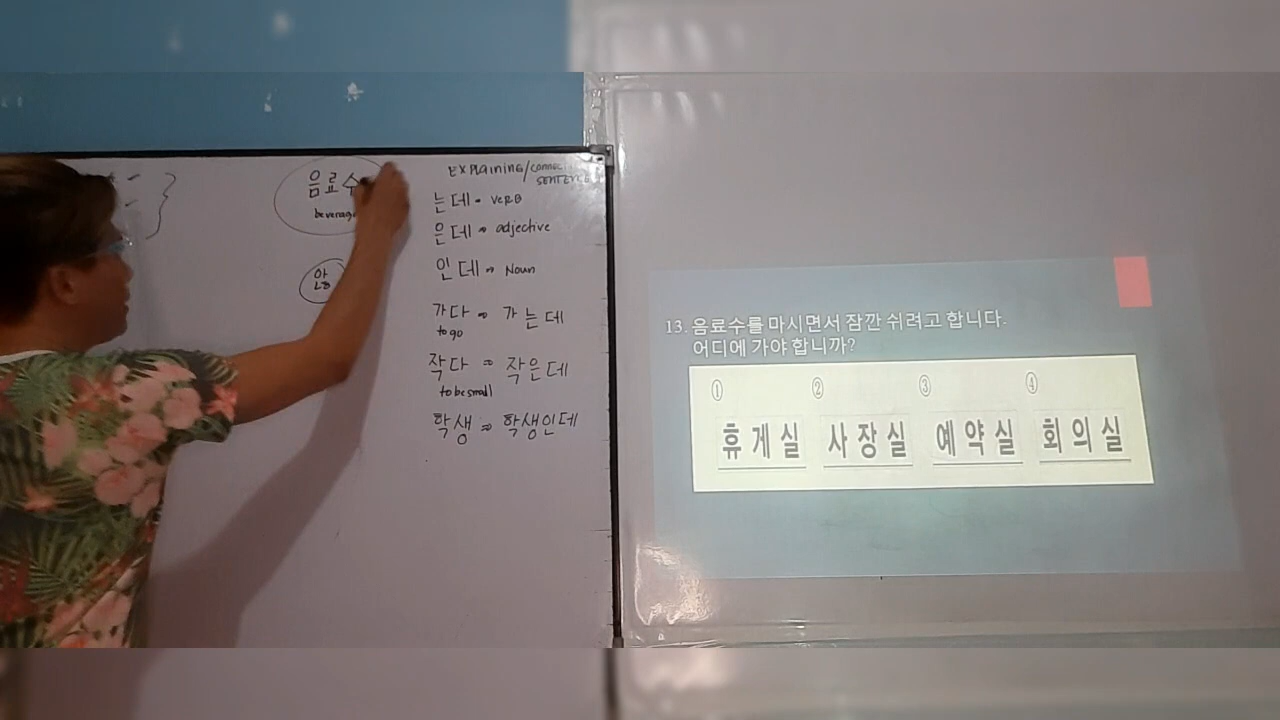 음료수
beverage
안
EXPlaining/connec
SENTENCE
는데 → VERB
은데 → adjective
인데 → Noun
가다 → 가는데
to go
작다 → 작은데
to be small
학생 → 학생인데
13. 음료수를 마시면서 잠깐 쉬려고 합니다.
어디에 가야 합니까?
① ② ③ ④
휴게실 사장실 예약실 회의실